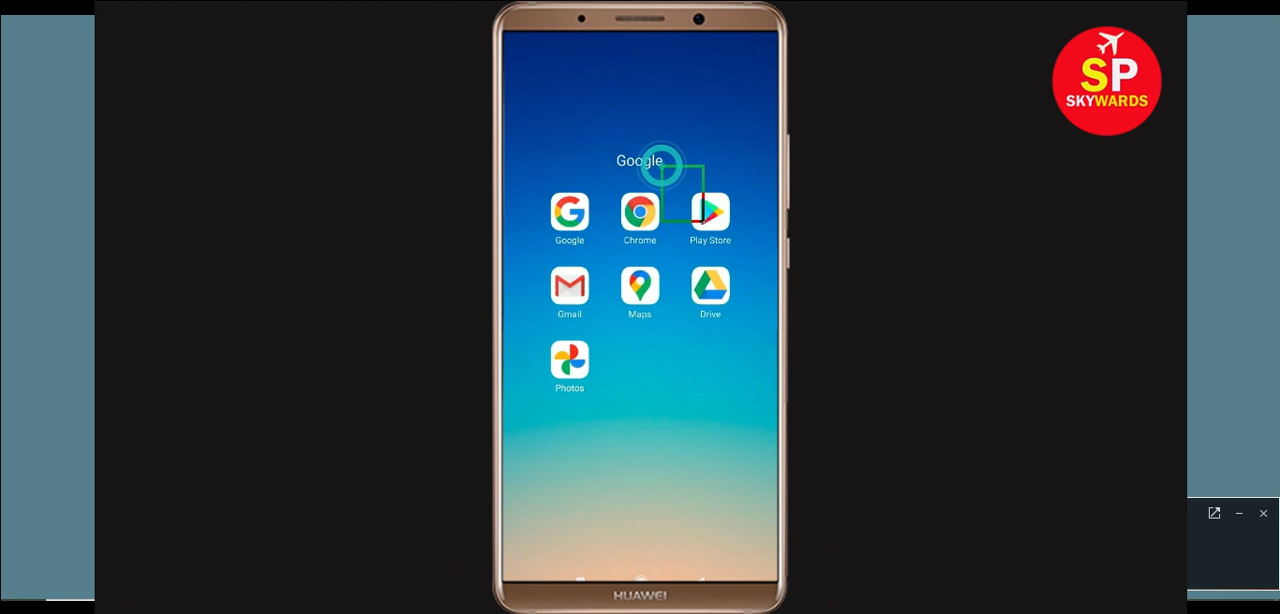 SP
SKYWARDS
Google
Google Chrome Play Store
Gmail Maps Drive
Photos
HUAWEI